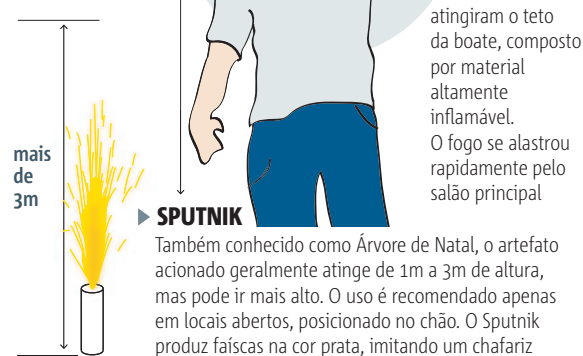 atingiram o teto
da boate, composto
por material
altamente
inflamável.
O fogo se alastrou
rapidamente pelo
salão principal
mais
de
3m
SPUTNIK
Também conhecido como Árvore de Natal, o artefato
acionado geralmente atinge de 1m a 3m de altura,
mas pode ir mais alto. O uso é recomendado apenas
em locais abertos, posicionado no chão. O Sputnik
produz faíscas na cor prata, imitando um chafariz